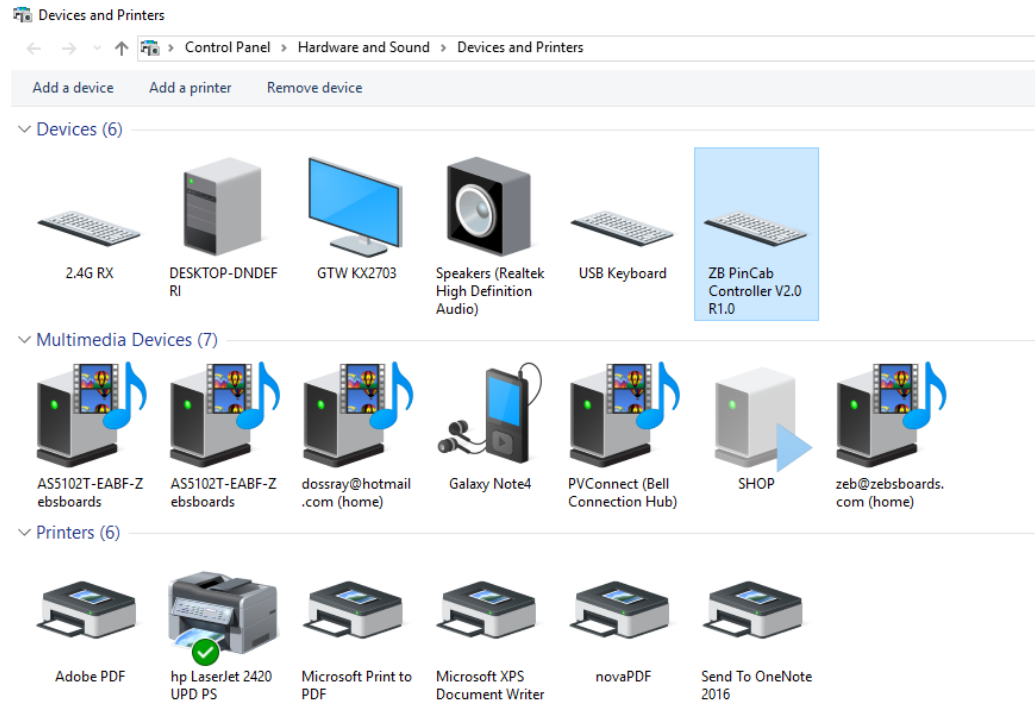 Devices and Printers
Control Panel > Hardware and Sound > Devices and Printers
Add a device Add a printer Remove device
Devices (6)
2.4G RX
DESKTOP-DNDEF
RI
GTW KX2703
Speakers (Realtek
High Definition
Audio)
USB Keyboard
ZB PinCab
Controller V2.0
R1.0
Multimedia Devices (7)
AS5102T-EABF-Z
ebsboards
AS5102T-EABF-Z
ebsboards
dossray@hotmail
.com (home)
Galaxy Note4
PVConnect (Bell
Connection Hub)
SHOP
zeb@zebsboards.
com (home)
Printers (6)
Adobe PDF
hp LaserJet 2420
UPD PS
Microsoft Print to
PDF
Microsoft XPS
Document Writer
novaPDF
Send To OneNote
2016